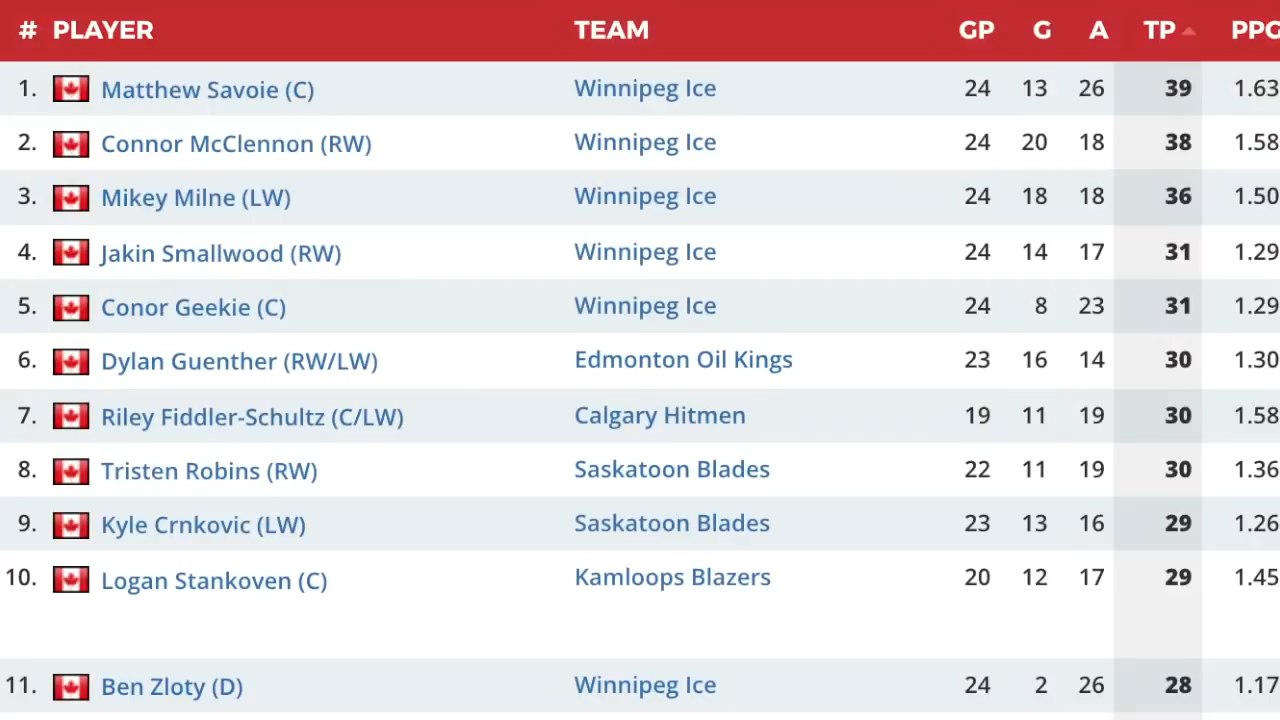 # PLAYER TEAM GP G A TP PPG
1. Matthew Savoie (C) Winnipeg Ice 24 13 26 39 1.63
2. Connor McClennon (RW) Winnipeg Ice 24 20 18 38 1.58
3. Mikey Milne (LW) Winnipeg Ice 24 18 18 36 1.50
4. Jakin Smallwood (RW) Winnipeg Ice 24 14 17 31 1.29
5. Conor Geekie (C) Winnipeg Ice 24 8 23 31 1.29
6. Dylan Guenther (RW/LW) Edmonton Oil Kings 23 16 14 30 1.30
7. Riley Fiddler-Schultz (C/LW) Calgary Hitmen 19 11 19 30 1.58
8. Tristen Robins (RW) Saskatoon Blades 22 11 19 30 1.36
9. Kyle Crnkovic (LW) Saskatoon Blades 23 13 16 29 1.26
10. Logan Stankoven (C) Kamloops Blazers 20 12 17 29 1.45
11. Ben Zloty (D) Winnipeg Ice 24 2 26 28 1.17